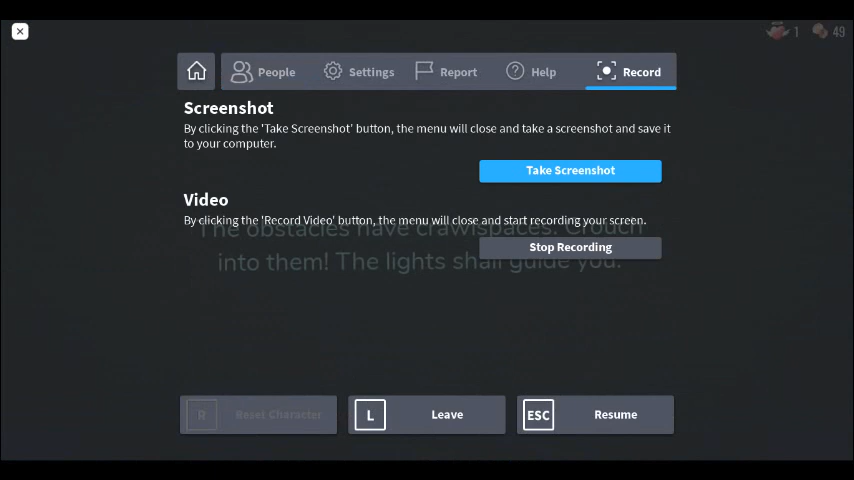 1 49
People Settings Report Help Record
Screenshot
By clicking the 'Take Screenshot' button, the menu will close and take a screenshot and save it
to your computer.
Take Screenshot
Video
By clicking the 'Record Video' button, the menu will close and start recording your screen.
The obstacles have crawlspaces. Crouch
Stop Recording
into them! The lights shall guide you.
R Reset Character L Leave ESC Resume